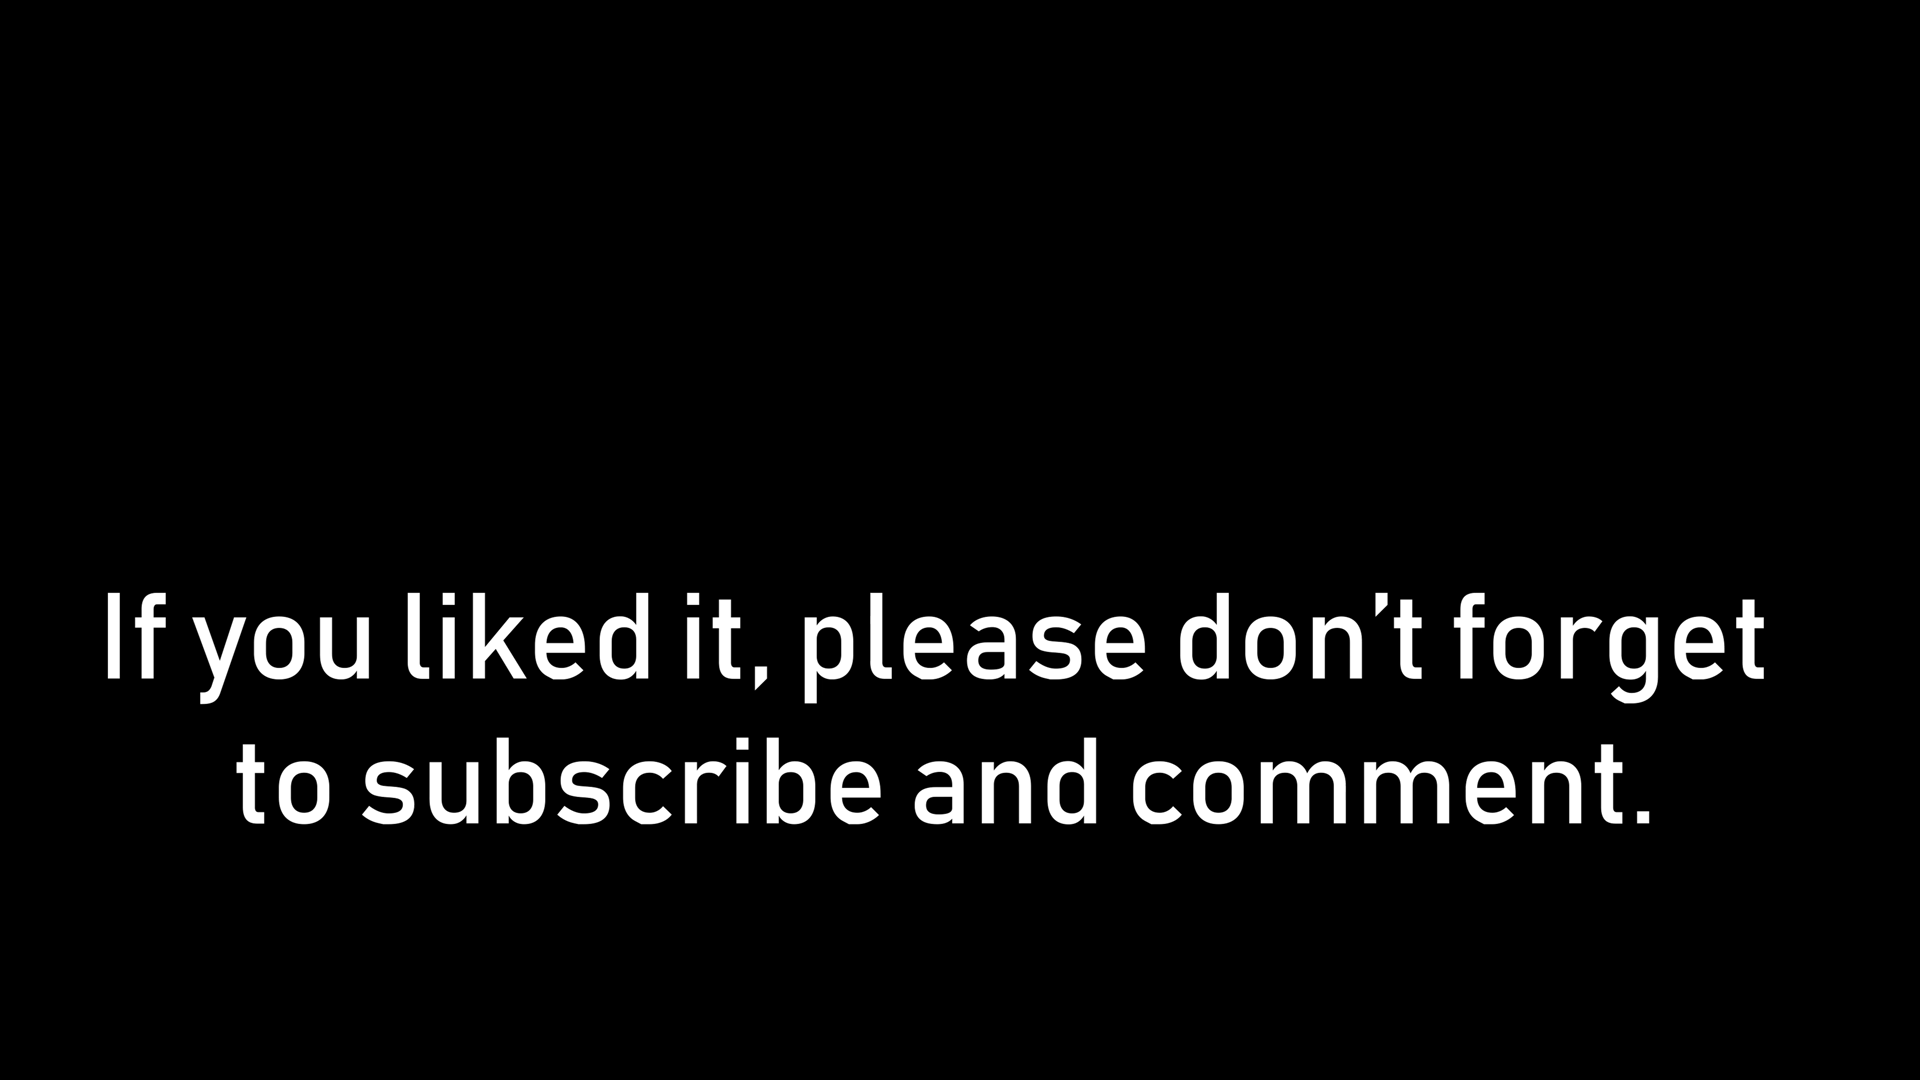 If you liked it, please don’t forget
to subscribe and comment.